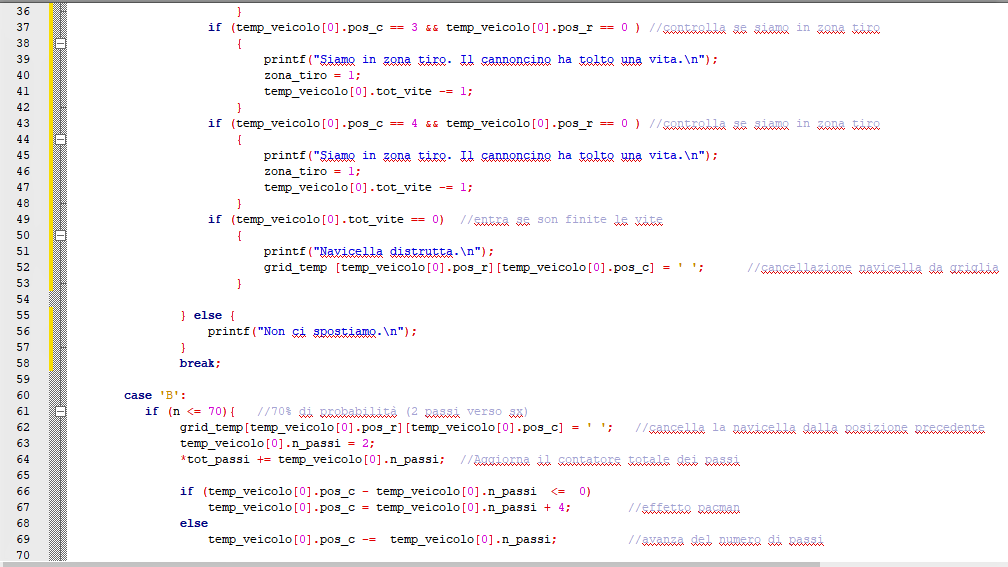 36 }
37 if (temp_veicolo[0].pos_c == 3 && temp_veicolo[0].pos_r == 0 ) //controlla se siamo in zona tiro
38 {
39 printf("Siamo in zona tiro. Il cannoncino ha tolto una vita.\n");
40 zona_tiro = 1;
41 temp_veicolo[0].tot_vite -= 1;
42 }
43 if (temp_veicolo[0].pos_c == 4 && temp_veicolo[0].pos_r == 0 ) //controlla se siamo in zona tiro
44 {
45 printf("Siamo in zona tiro. Il cannoncino ha tolto una vita.\n");
46 zona_tiro = 1;
47 temp_veicolo[0].tot_vite -= 1;
48 }
49 if (temp_veicolo[0].tot_vite == 0) //entra se son finite le vite
50 {
51 printf("Navicella distrutta.\n");
52 grid_temp [temp_veicolo[0].pos_r][temp_veicolo[0].pos_c] = ' '; //cancellazione navicella da griglia
53 }
54
55 } else {
56 printf("Non ci spostiamo.\n");
57 }
58 break;
59
60 case 'B':
61 if (n <= 70){ //70% di probabilità (2 passi verso sx)
62 grid_temp[temp_veicolo[0].pos_r][temp_veicolo[0].pos_c] = ' '; //cancella la navicella dalla posizione precedente
63 temp_veicolo[0].n_passi = 2;
64 *tot_passi += temp_veicolo[0].n_passi; //Aggiorna il contatore totale dei passi
65
66 if (temp_veicolo[0].pos_c - temp_veicolo[0].n_passi <= 0)
67 temp_veicolo[0].pos_c = temp_veicolo[0].n_passi + 4; //effetto pacman
68 else
69 temp_veicolo[0].pos_c -= temp_veicolo[0].n_passi; //avanza del numero di passi
70